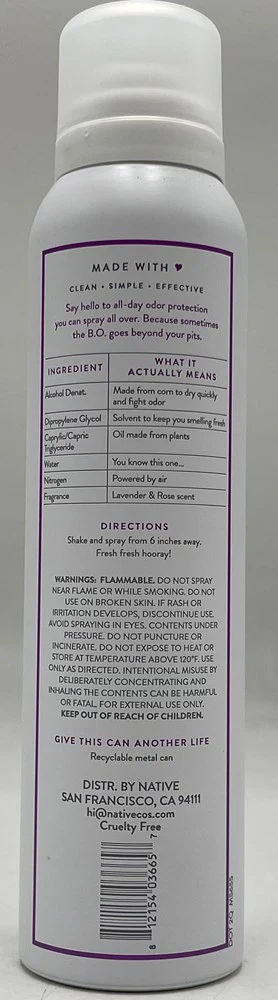 MADE WITH ♥
CLEAN • SIMPLE • EFFECTIVE
Say hello to all-day odor protection
you can spray all over. Because sometimes
the B.O. goes beyond your pits.
INGREDIENT
WHAT IT
ACTUALLY MEANS
Alcohol Denat.
Made from corn to dry quickly
and fight odor
Dipropylene Glycol
Solvent to keep you smelling fresh
Caprylic/Capric
Triglyceride
Oil made from plants
Water
You know this one...
Nitrogen
Powered by air
Fragrance
Lavender & Rose scent
DIRECTIONS
Shake and spray from 6 inches away.
Fresh fresh hooray!
WARNINGS: FLAMMABLE. DO NOT SPRAY
NEAR FLAME OR WHILE SMOKING. DO NOT
USE ON BROKEN SKIN. IF RASH OR
IRRITATION DEVELOPS, DISCONTINUE USE.
AVOID SPRAYING IN EYES. CONTENTS UNDER
PRESSURE. DO NOT PUNCTURE OR
INCINERATE. DO NOT EXPOSE TO HEAT OR
STORE AT TEMPERATURE ABOVE 120°F. USE
ONLY AS DIRECTED. INTENTIONAL MISUSE BY
DELIBERATELY CONCENTRATING AND
INHALING THE CONTENTS CAN BE HARMFUL
OR FATAL. FOR EXTERNAL USE ONLY.
KEEP OUT OF REACH OF CHILDREN.
GIVE THIS CAN ANOTHER LIFE
Recyclable metal can
DISTR. BY NATIVE
SAN FRANCISCO, CA 94111
hi@nativecos.com
Cruelty Free
8 12154 03665 7
DOT 2Q